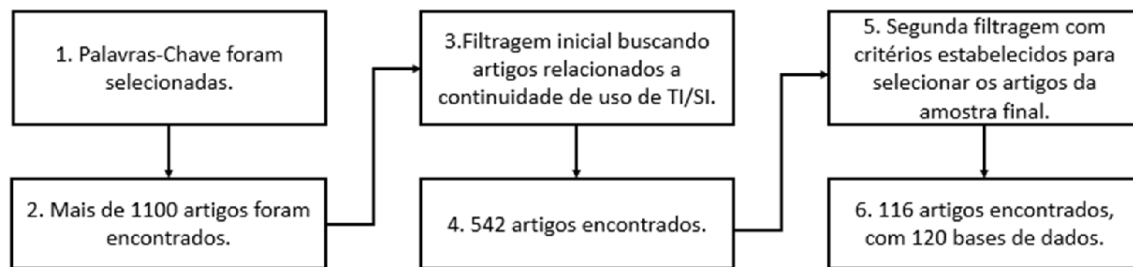 1. Palavras-Chave foram
selecionadas.
2. Mais de 1100 artigos foram
encontrados.
3.Filtragem inicial buscando
artigos relacionados a
continuidade de uso de TI/SI.
4. 542 artigos encontrados.
5. Segunda filtragem com
critérios estabelecidos para
selecionar os artigos da
amostra final.
6. 116 artigos encontrados,
com 120 bases de dados.